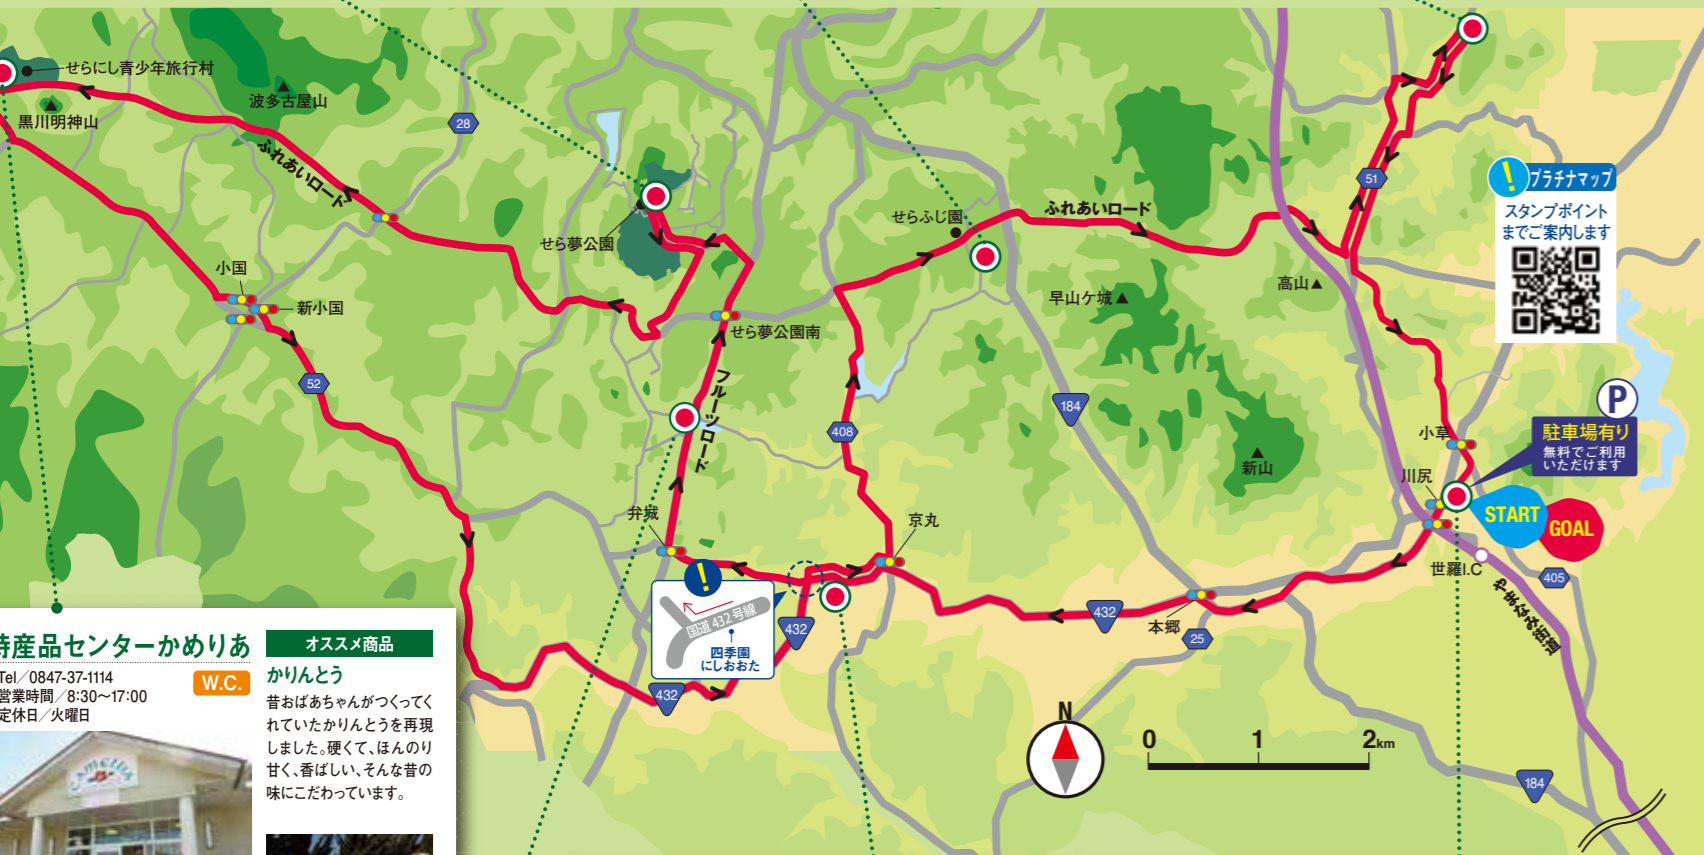 せらにし青少年旅行村
黒川明神山
波多古屋山
28
ふれあいロード
せら夢公園
せらふじ園
ふれあいロード
51
プラチナマップ
スタンプポイント
までご案内します
高山
早山ケ城
小国
新小国
52
せら夢公園南
フルーツロード
408
184
新山
P
駐車場有り
無料でご利用
いただけます
小草
川尻
START
GOAL
世羅I.C
405
やまなみ街道
弁城
京丸
!
国道432号線
四季園
にしおおた
432
432
432
本郷
25
184
N
0 1 2km
特産品センターかめりあ
Tel／0847-37-1114
営業時間／8:30〜17:00
定休日／火曜日
W.C.
オススメ商品
かりんとう
昔おばあちゃんがつくってく
れていたかりんとうを再現
しました。硬くて、ほんのり
甘く、香ばしい、そんな昔の
味にこだわっています。